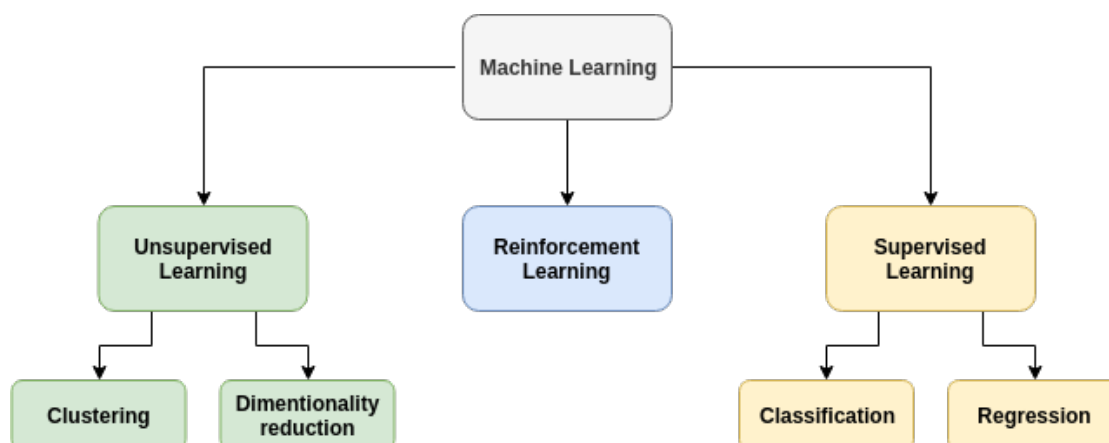 Machine Learning
Unsupervised
Learning
Reinforcement
Learning
Supervised
Learning
Clustering
Dimentionality
reduction
Classification
Regression